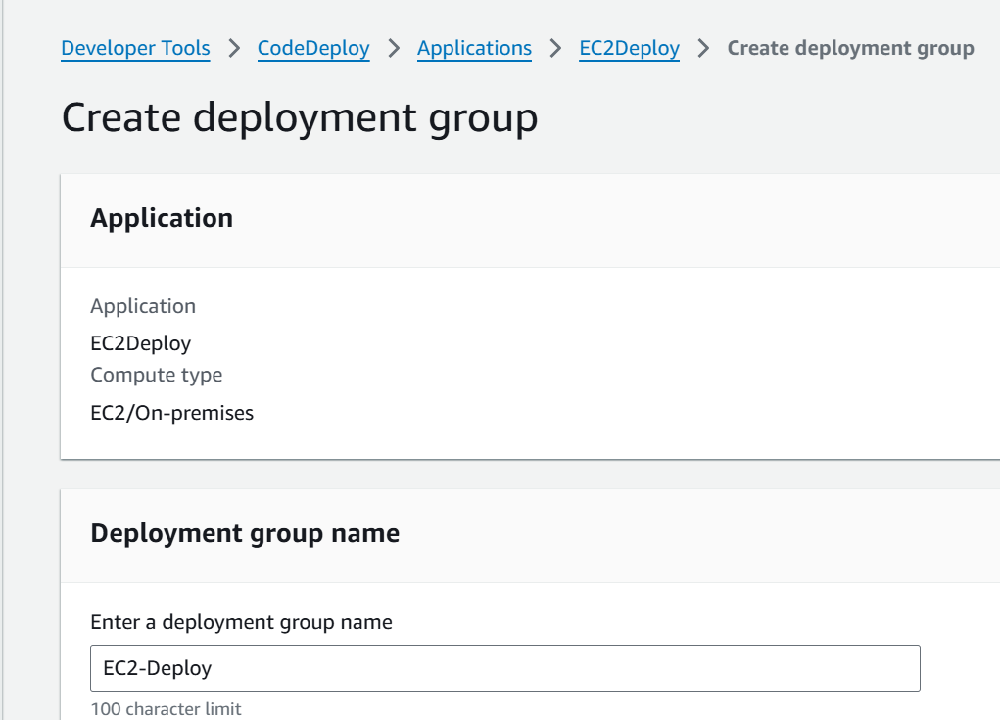 Developer Tools > CodeDeploy > Applications > EC2Deploy > Create deployment group
Create deployment group
Application
Application
EC2Deploy
Compute type
EC2/On-premises
Deployment group name
Enter a deployment group name
EC2-Deploy
100 character limit